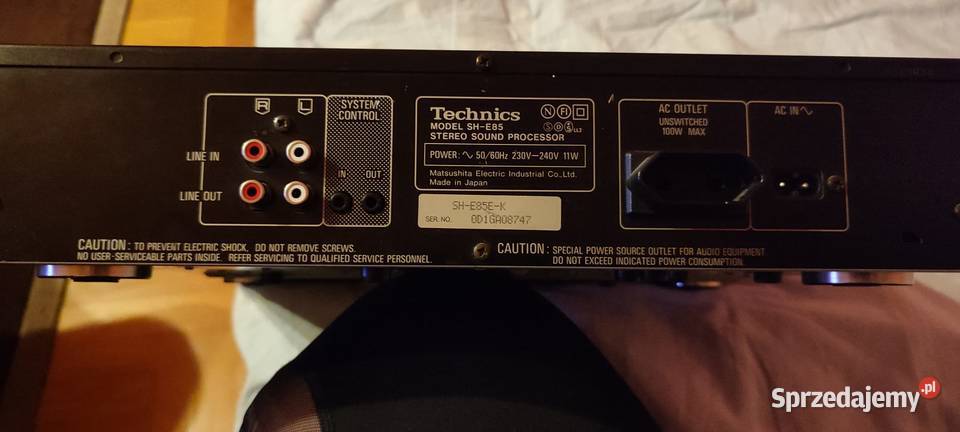 R L
SYSTEM
CONTROL
LINE IN
LINE OUT
IN OUT
Technics
MODEL SH-E85
STEREO SOUND PROCESSOR
N FI
POWER: ∿ 50/60Hz 230V-240V 11W
Matsushita Electric Industrial Co., Ltd.
Made in Japan
SH-E85E-K
SER. NO. 0D1GA08747
AC OUTLET
UNSWITCHED
100W MAX
AC IN ∿
CAUTION: TO PREVENT ELECTRIC SHOCK, DO NOT REMOVE SCREWS.
NO USER-SERVICEABLE PARTS INSIDE. REFER SERVICING TO QUALIFIED SERVICE PERSONNEL.
CAUTION: SPECIAL POWER SOURCE OUTLET FOR AUDIO EQUIPMENT
DO NOT EXCEED INDICATED POWER CONSUMPTION.
Sprzedajemy.pl